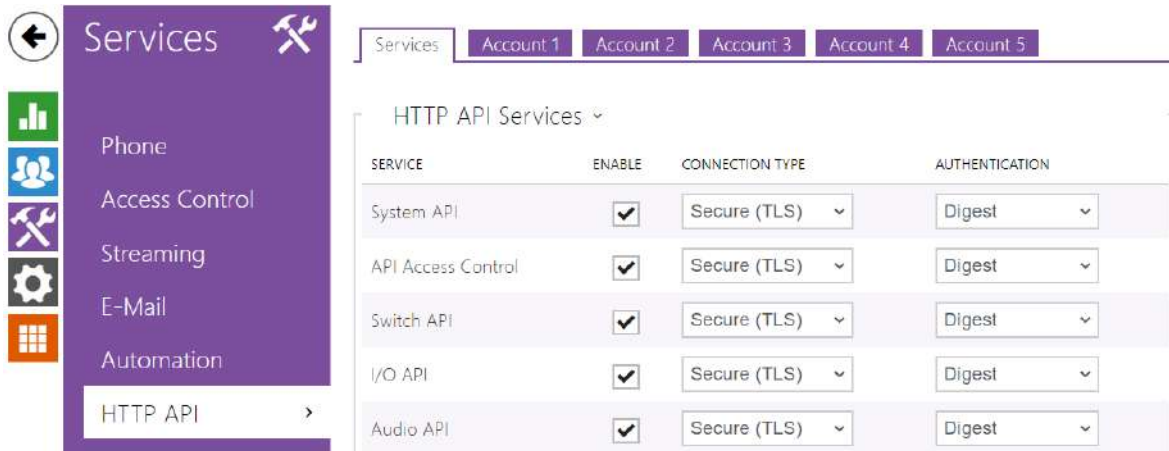 Services
Services Account 1 Account 2 Account 3 Account 4 Account 5
HTTP API Services
Phone
Access Control
Streaming
E-Mail
Automation
HTTP API
SERVICE ENABLE CONNECTION TYPE AUTHENTICATION
System API Secure (TLS) Digest
API Access Control Secure (TLS) Digest
Switch API Secure (TLS) Digest
I/O API Secure (TLS) Digest
Audio API Secure (TLS) Digest